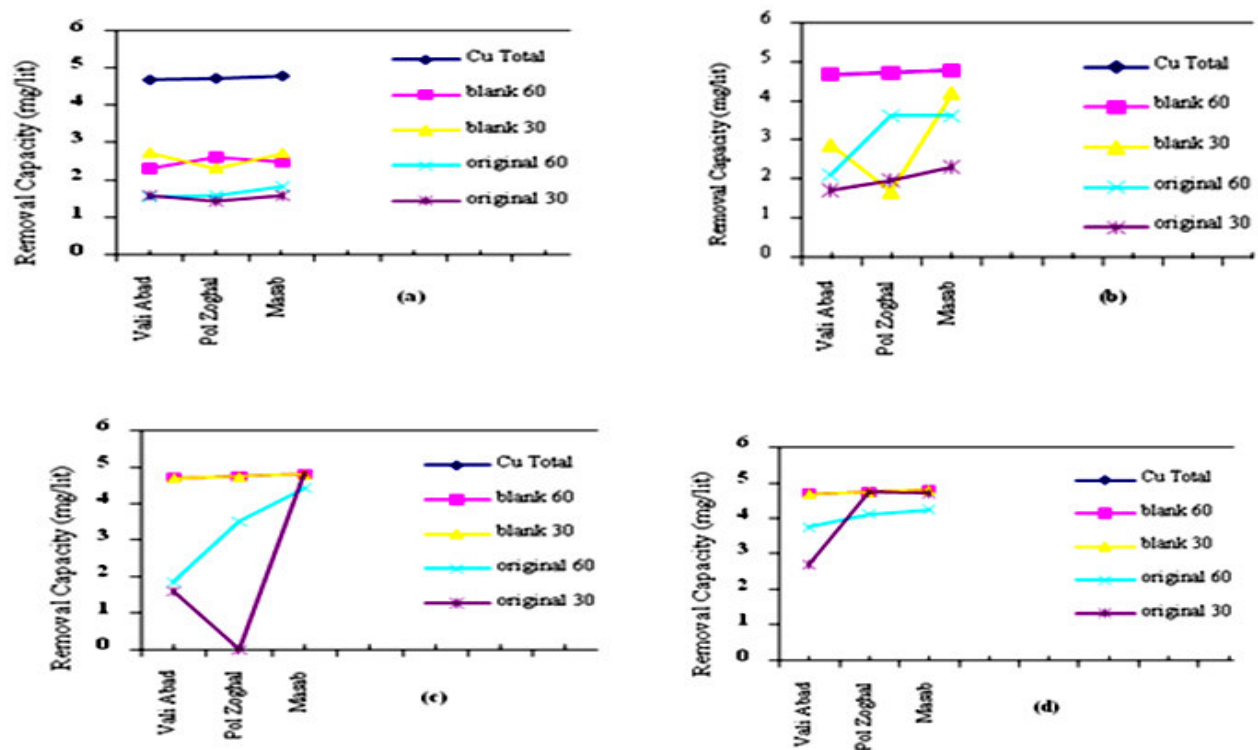 Removal Capacity (mg/lit)
6
5
4
3
2
1
0
Vali Abad
Pol Zoghal
Masab
Cu Total
blank 60
blank 30
original 60
original 30
(a)
Removal Capacity (mg/lit)
6
5
4
3
2
1
0
Vali Abad
Pol Zoghal
Masab
Cu Total
blank 60
blank 30
original 60
original 30
(b)
Removal Capacity (mg/lit)
6
5
4
3
2
1
0
Vali Abad
Pol Zoghal
Masab
Cu Total
blank 60
blank 30
original 60
original 30
(c)
Removal Capacity (mg/lit)
6
5
4
3
2
1
0
Vali Abad
Pol Zoghal
Masab
Cu Total
blank 60
blank 30
original 60
original 30
(d)